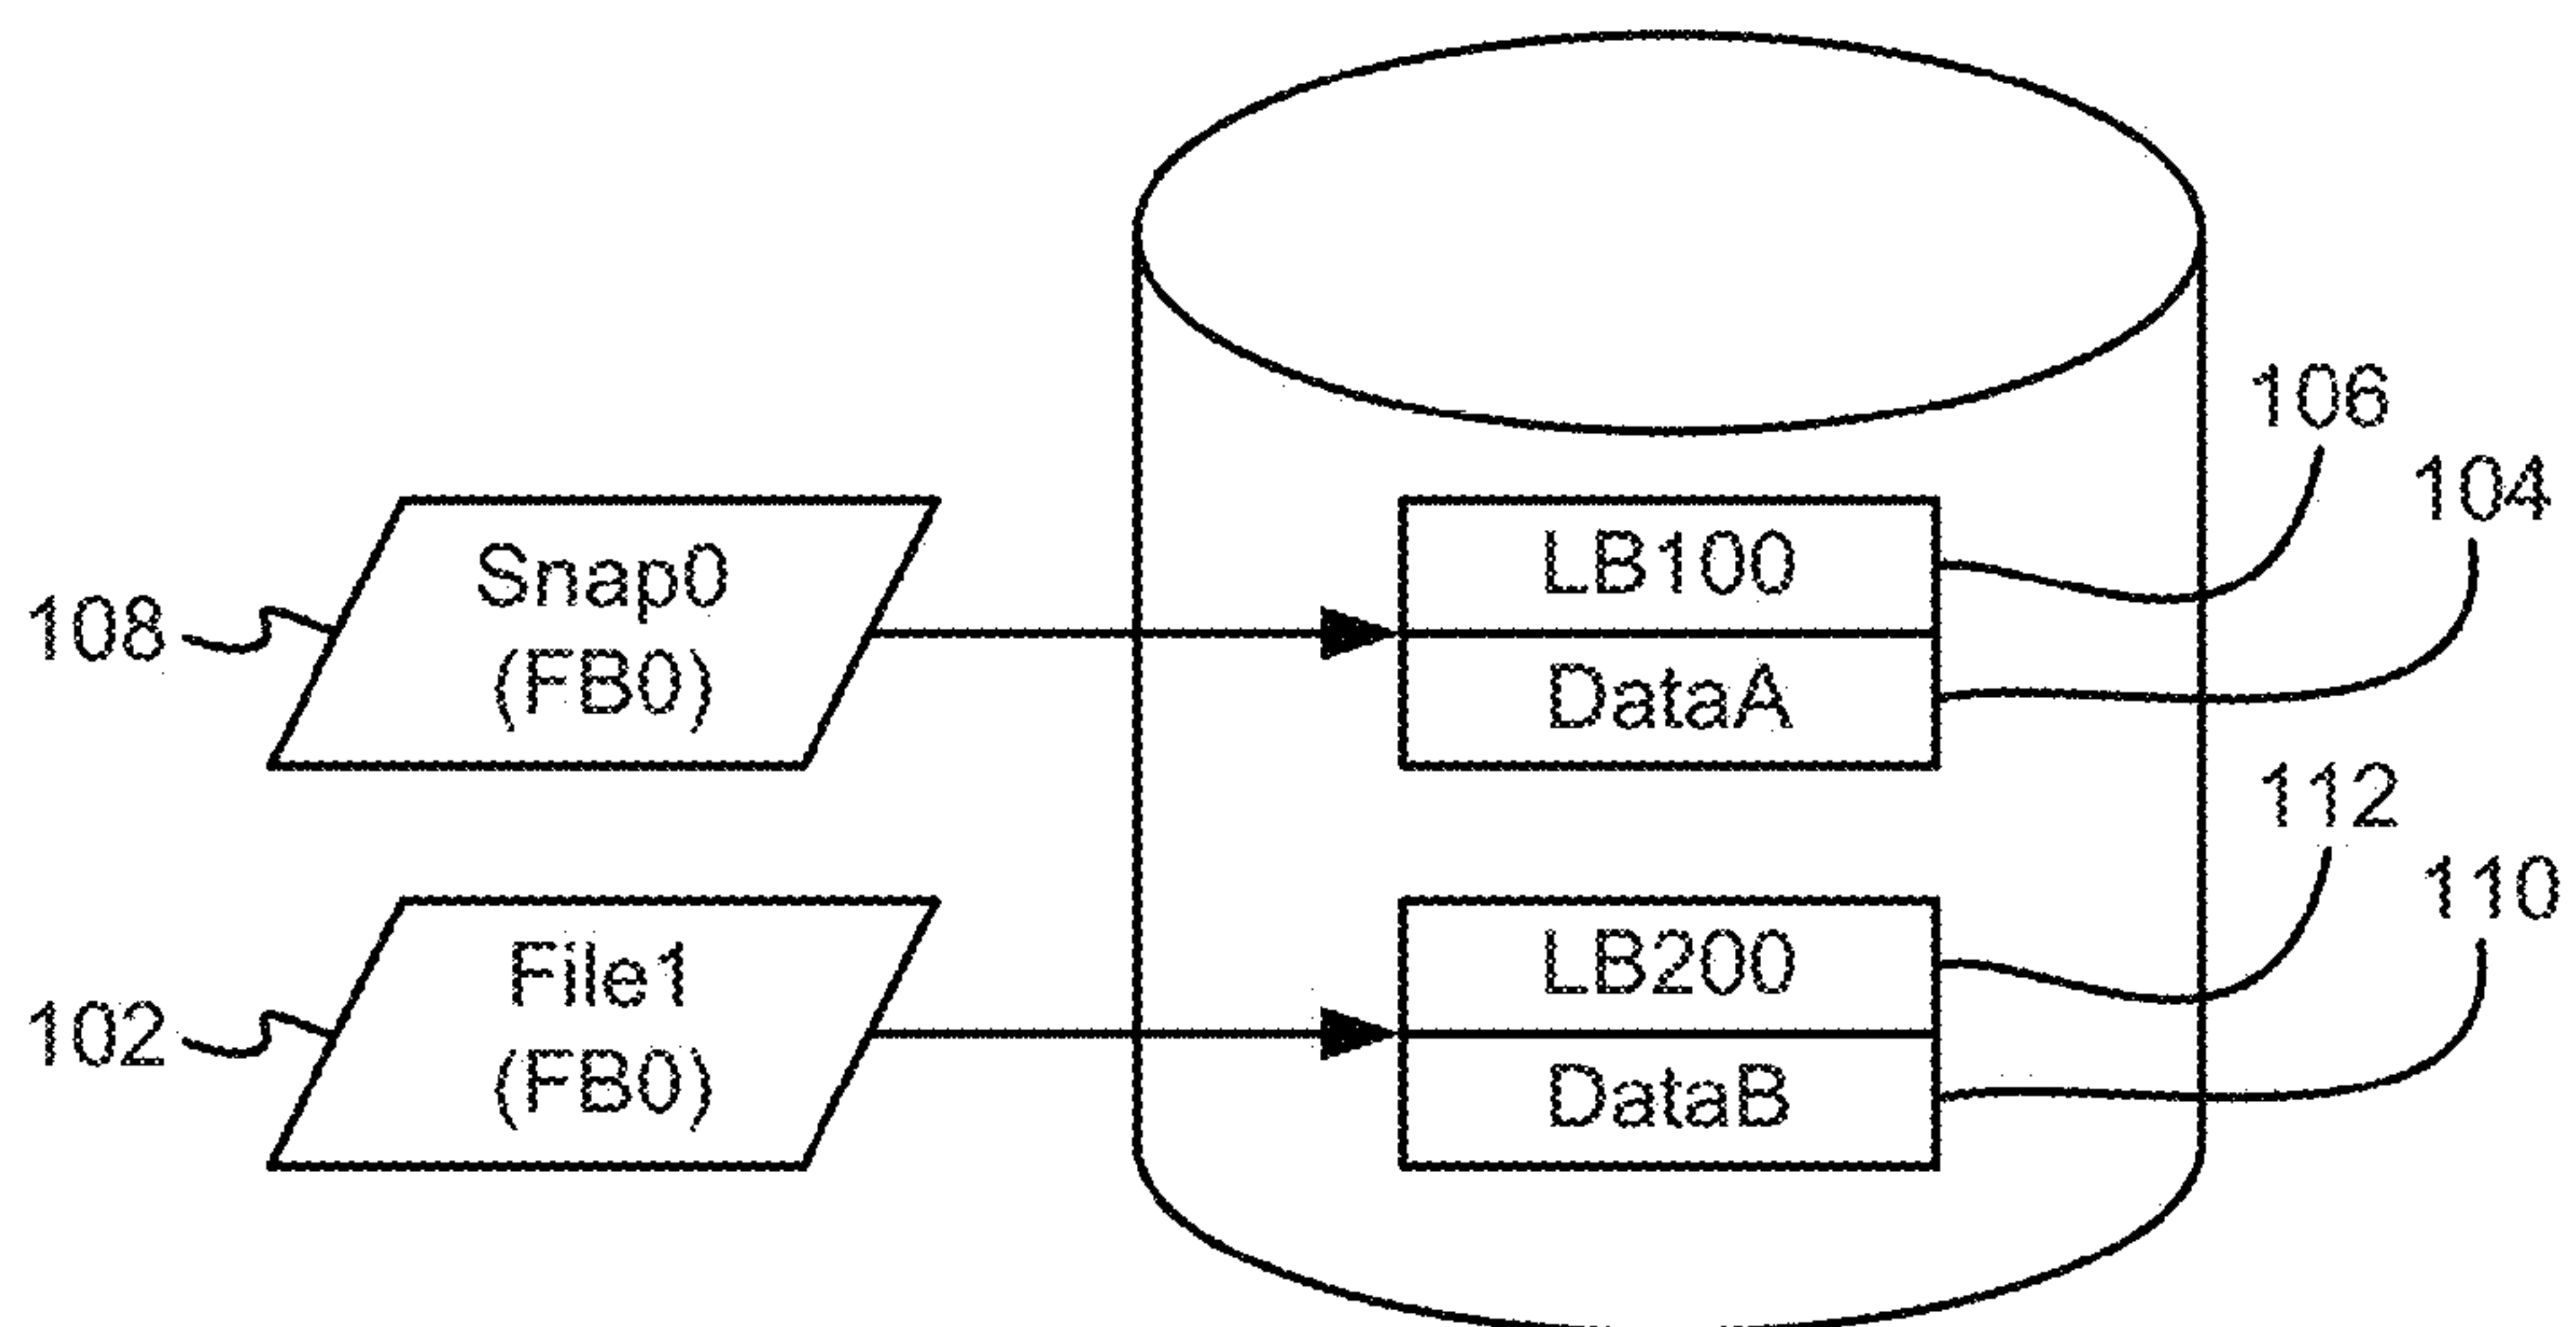 106
104
108
Snap0
(FB0)
LB100
DataA
112
110
102
File1
(FB0)
LB200
DataB